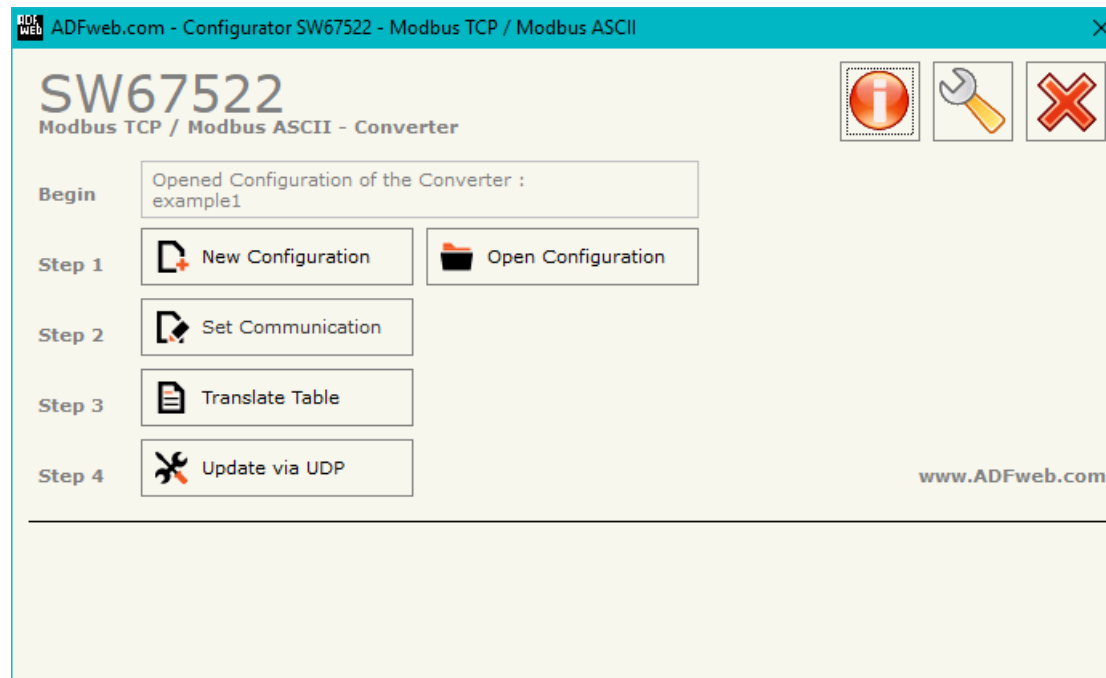 ADF WEB ADFweb.com - Configurator SW67522 - Modbus TCP / Modbus ASCII
SW67522
Modbus TCP / Modbus ASCII - Converter
Begin
Opened Configuration of the Converter :
example1
Step 1 New Configuration Open Configuration
Step 2 Set Communication
Step 3 Translate Table
Step 4 Update via UDP
www.ADFweb.com